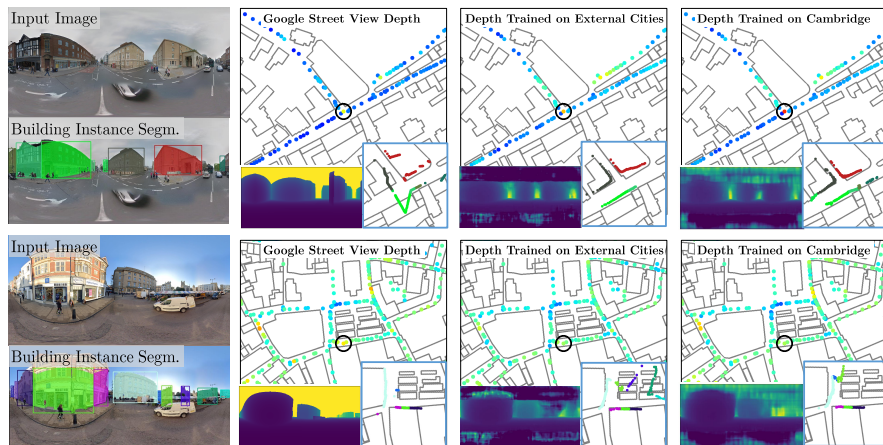 Input Image
Google Street View Depth
Depth Trained on External Cities
Depth Trained on Cambridge
Building Instance Segm.
Input Image
Google Street View Depth
Depth Trained on External Cities
Depth Trained on Cambridge
Building Instance Segm.